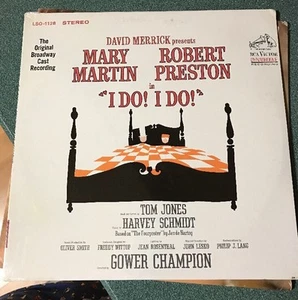 LSO-1128 STEREO
DAVID MERRICK presents
The
Original
Broadway
Cast
Recording
MARY ROBERT
MARTIN PRESTON
in
"I DO! I DO!"
RCA VICTOR
DYNAGROOVE
TOM JONES
HARVEY SCHMIDT
Based on "The Fourposter" by Jan de Hartog
OLIVER SMITH FREDDY WITTOP JEAN ROSENTHAL JOHN LESKO PHILIP J. LANG
GOWER CHAMPION